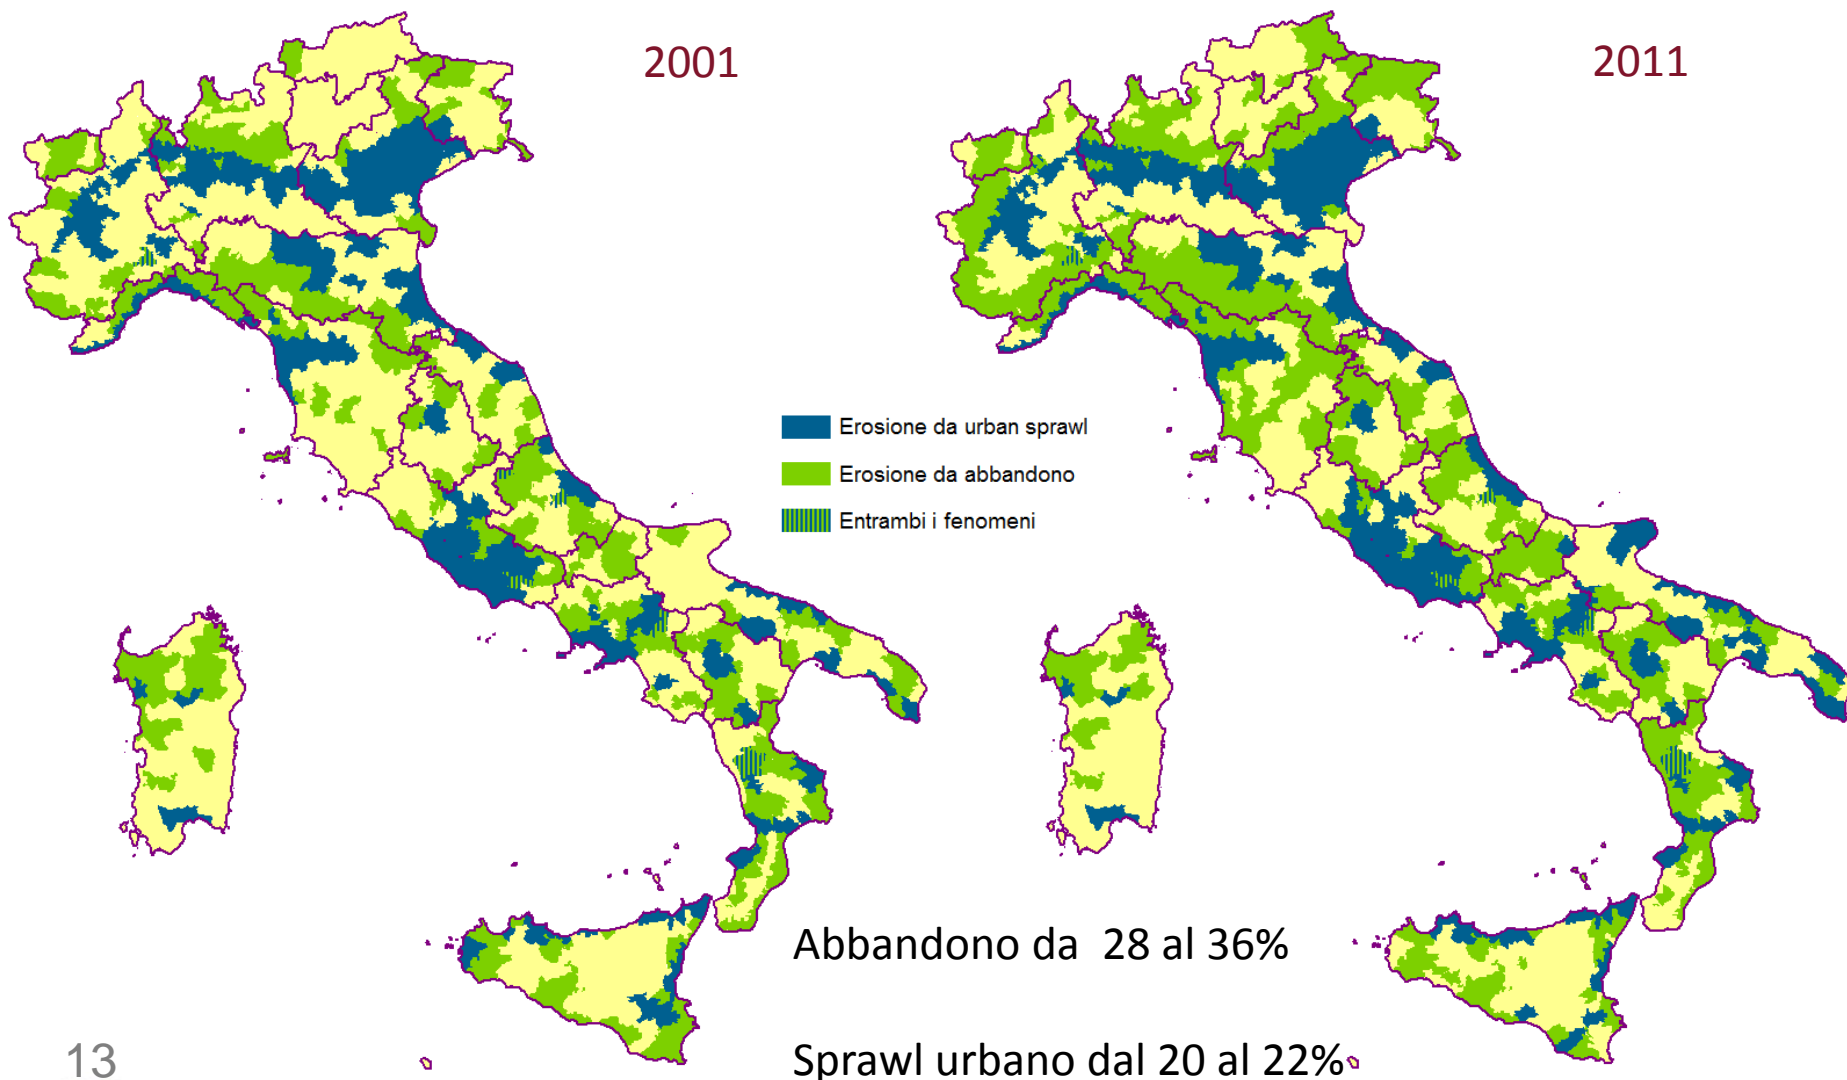 2001
2011
Erosione da urban sprawl
Erosione da abbandono
Entrambi i fenomeni
Abbandono da 28 al 36%
Sprawl urbano dal 20 al 22%
13